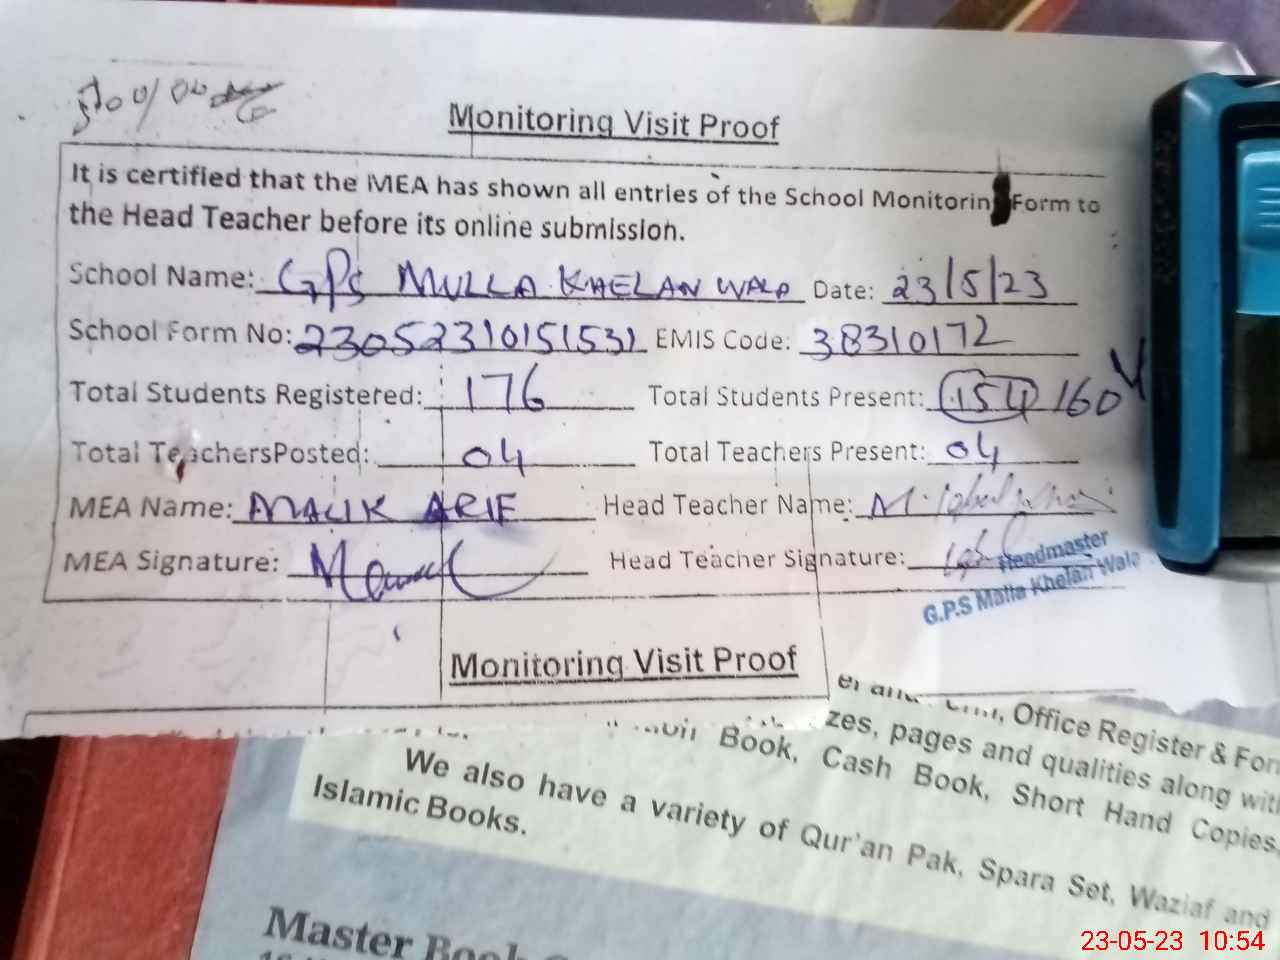 Monitoring Visit Proof
It is certified that the MEA has shown all entries of the School Monitoring Form to
the Head Teacher before its online submission.
School Name: GPS MULLA KHELAN WALA Date: 23/5/23
School Form No: 23052310151531 EMIS Code: 38310172
Total Students Registered: 176 Total Students Present: 154 160
Total TeachersPosted: 04 Total Teachers Present: 04
MEA Name: MALIK ARIF Head Teacher Name: M. Iqbal
MEA Signature: Head Teacher Signature:
Headmaster
G.P.S Malla Khelan Wala
Monitoring Visit Proof
Office Register &
zes, pages and qualities along with
Book, Cash Book, Short Hand Copies,
We also have a variety of Qur'an Pak, Spara Set, Waziaf and
Islamic Books.
Master Book
23-05-23 10:54